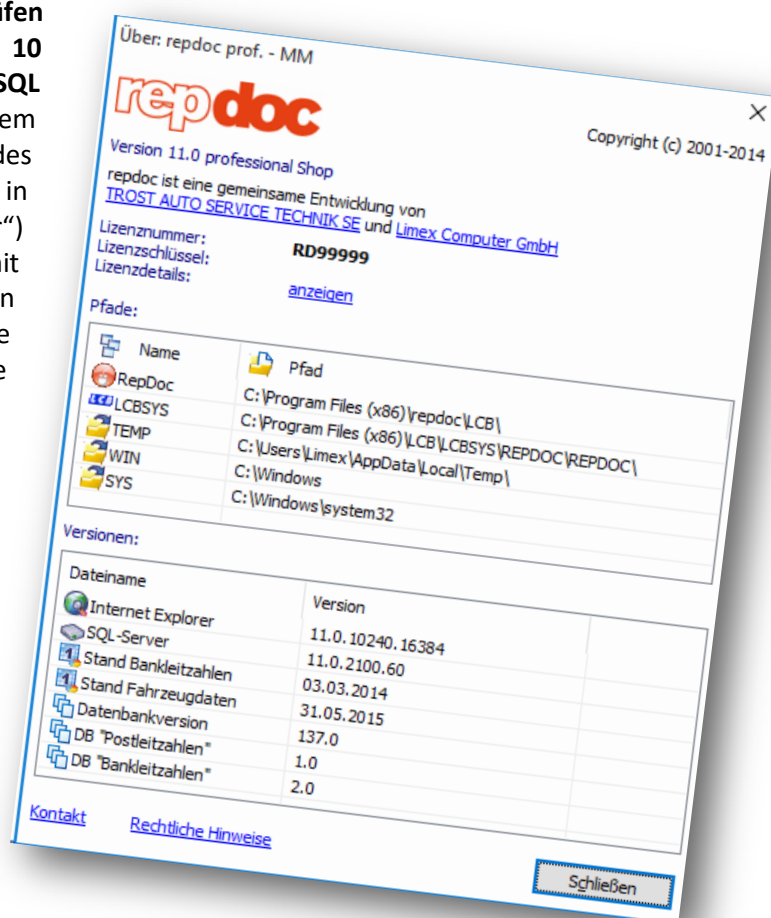 üfen
10
SQL
em
des
in
“)
it
n
e
e
Über: repdoc prof. - MM
repdoc
Copyright (c) 2001-2014
Version 11.0 professional Shop
repdoc ist eine gemeinsame Entwicklung von
TROST AUTO SERVICE TECHNIK SE und Limex Computer GmbH
Lizenznummer: RD99999
Lizenzschlüssel:
Lizenzdetails: anzeigen
Pfade:
Name Pfad
RepDoc C:\Program Files (x86)\repdoc\LCB\
LCBSYS C:\Program Files (x86)\LCB\LCBSYS\REPDOC\REPDOC\
TEMP C:\Users\Limex\AppData\Local\Temp\
WIN C:\Windows
SYS C:\Windows\system32
Versionen:
Dateiname Version
Internet Explorer 11.0.10240.16384
SQL-Server 11.0.2100.60
Stand Bankleitzahlen 03.03.2014
Stand Fahrzeugdaten 31.05.2015
Datenbankversion 137.0
DB "Postleitzahlen" 1.0
DB "Bankleitzahlen" 2.0
Kontakt Rechtliche Hinweise
Schließen